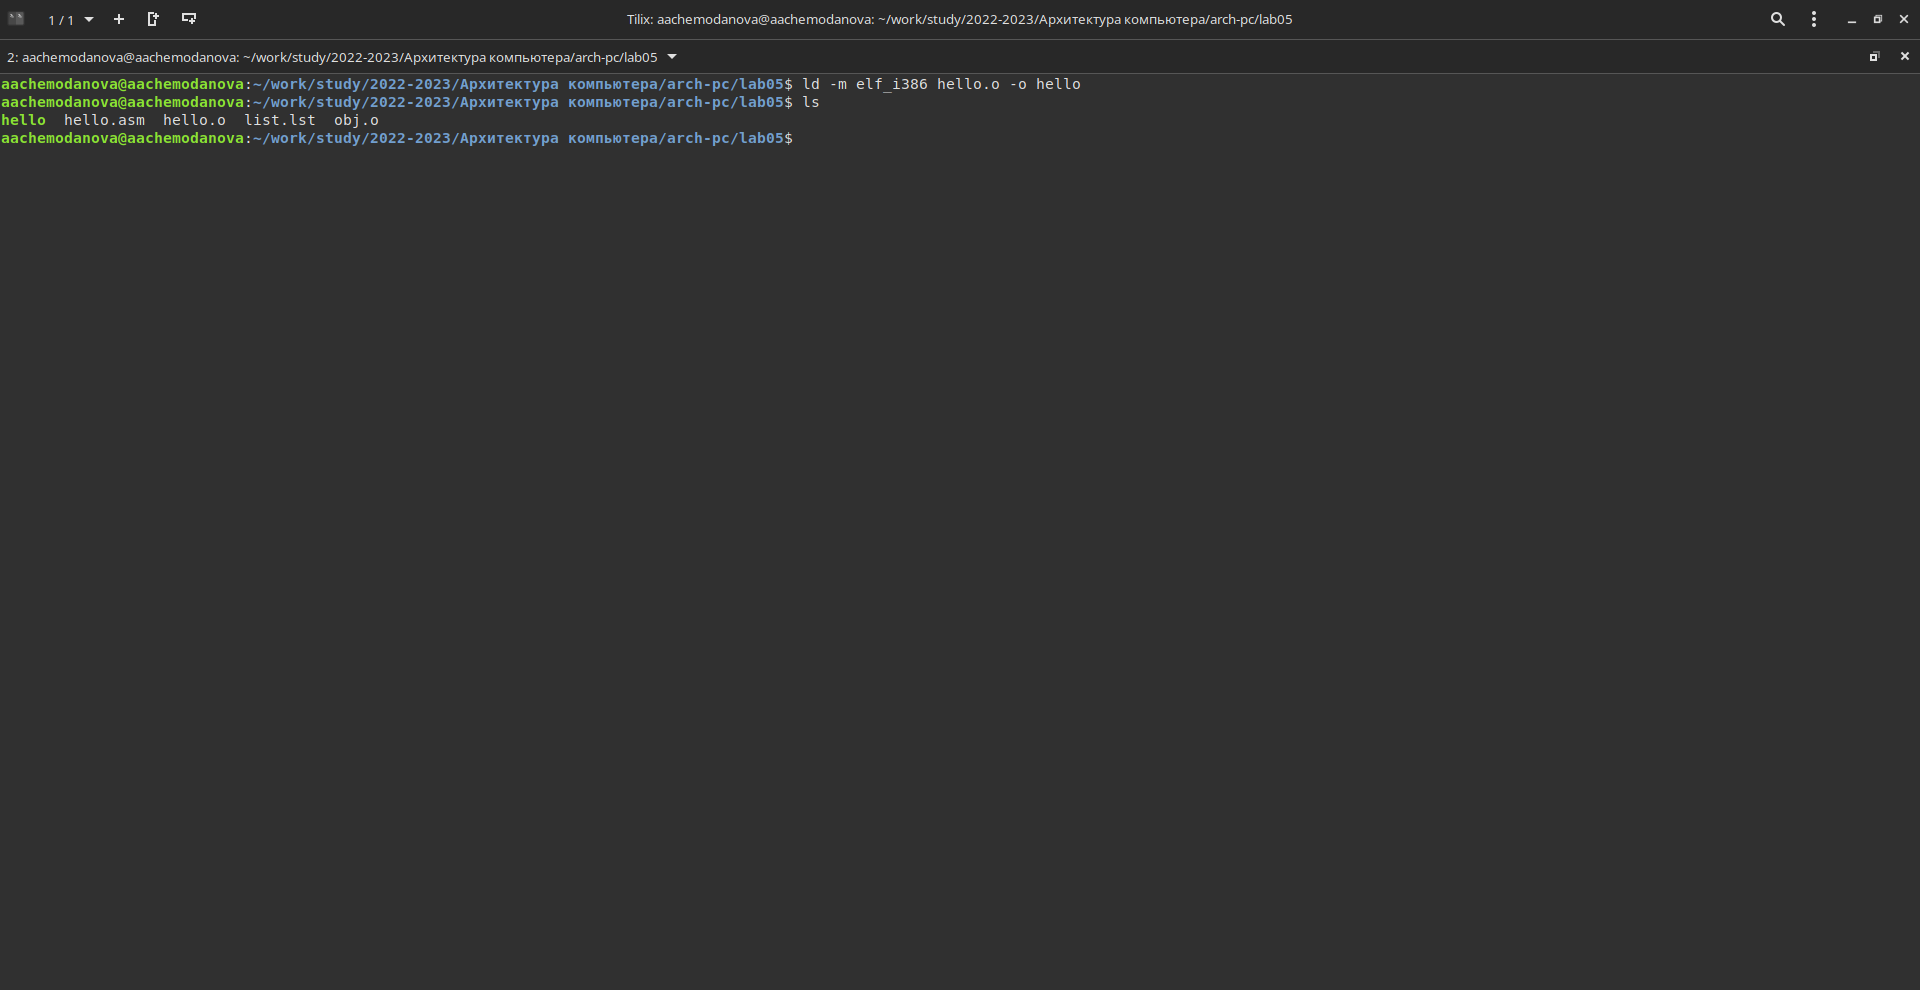 1 / 1
Tilix: aachemodanova@aachemodanova: ~/work/study/2022-2023/Архитектура компьютера/arch-pc/lab05
2: aachemodanova@aachemodanova: ~/work/study/2022-2023/Архитектура компьютера/arch-pc/lab05
aachemodanova@aachemodanova:~/work/study/2022-2023/Архитектура компьютера/arch-pc/lab05$ ld -m elf_i386 hello.o -o hello
aachemodanova@aachemodanova:~/work/study/2022-2023/Архитектура компьютера/arch-pc/lab05$ ls
hello  hello.asm  hello.o  list.lst  obj.o
aachemodanova@aachemodanova:~/work/study/2022-2023/Архитектура компьютера/arch-pc/lab05$